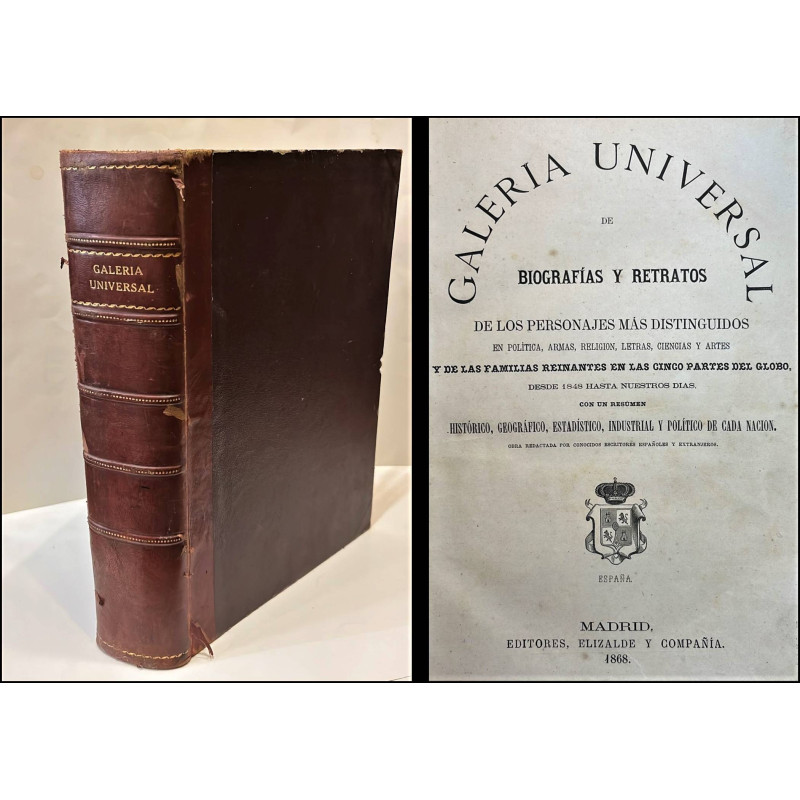 GALERIA
UNIVERSAL
GALERIA UNIVERSAL
DE
BIOGRAFÍAS Y RETRATOS
DE LOS PERSONAJES MÁS DISTINGUIDOS
EN POLÍTICA, ARMAS, RELIGION, LETRAS, CIENCIAS Y ARTES
Y DE LAS FAMILIAS REINANTES EN LAS CINCO PARTES DEL GLOBO,
DESDE 1848 HASTA NUESTROS DIAS.
CON UN RESÚMEN
HISTÓRICO, GEOGRÁFICO, ESTADÍSTICO, INDUSTRIAL Y POLÍTICO DE CADA NACION.
OBRA REDACTADA POR CONOCIDOS ESCRITORES ESPAÑOLES Y EXTRANJEROS.
ESPAÑA.
MADRID,
EDITORES, ELIZALDE Y COMPAÑÍA.
1868.